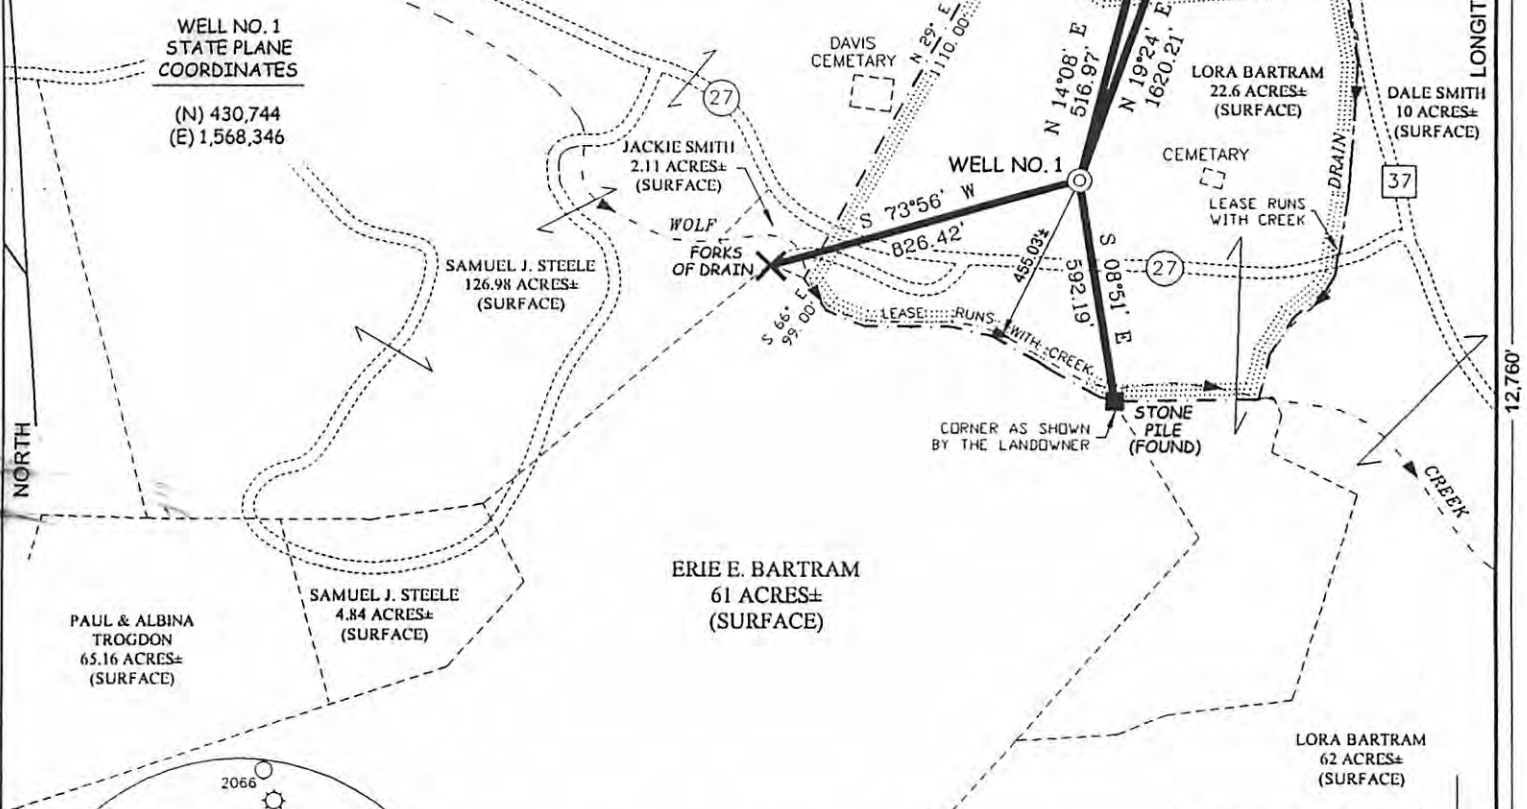 WELL NO. 1
STATE PLANE
COORDINATES
(N) 430,744
(E) 1,568,346
DAVIS
CEMETARY
N 29° E
110.00'
27
N 14°08' E
516.97'
N 19°24' E
1620.21'
LORA BARTRAM
22.6 ACRES±
(SURFACE)
DALE SMITH
10 ACRES±
(SURFACE)
LONGIT
JACKIE SMITH
2.11 ACRES±
(SURFACE)
WELL NO. 1
CEMETARY
DRAIN
37
LEASE RUNS
WITH CREEK
S 73°56' W
826.42'
WOLF
FORKS
OF DRAIN
455.03'±
S 08°51' E
592.19'
27
SAMUEL J. STEELE
126.98 ACRES±
(SURFACE)
S 66° E
99.00'
LEASE RUNS WITH CREEK
12,760'
CORNER AS SHOWN
BY THE LANDOWNER
STONE
PILE
(FOUND)
NORTH
CREEK
ERIE E. BARTRAM
61 ACRES±
(SURFACE)
SAMUEL J. STEELE
4.84 ACRES±
(SURFACE)
PAUL & ALBINA
TROGDON
65.16 ACRES±
(SURFACE)
LORA BARTRAM
62 ACRES±
(SURFACE)
2066